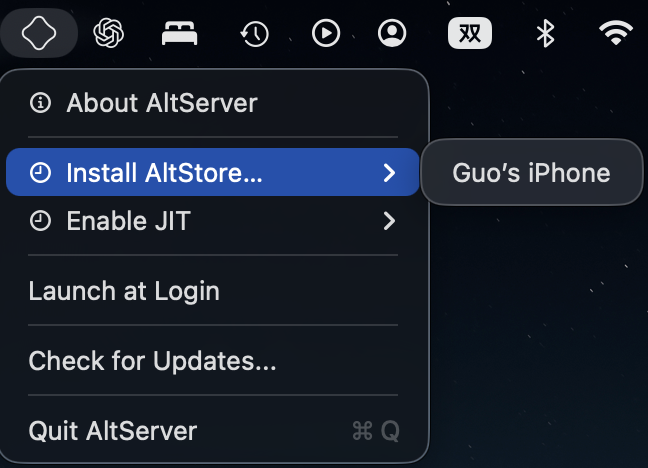 双
About AltServer
Install AltStore...
Guo’s iPhone
Enable JIT
Launch at Login
Check for Updates...
Quit AltServer ⌘ Q